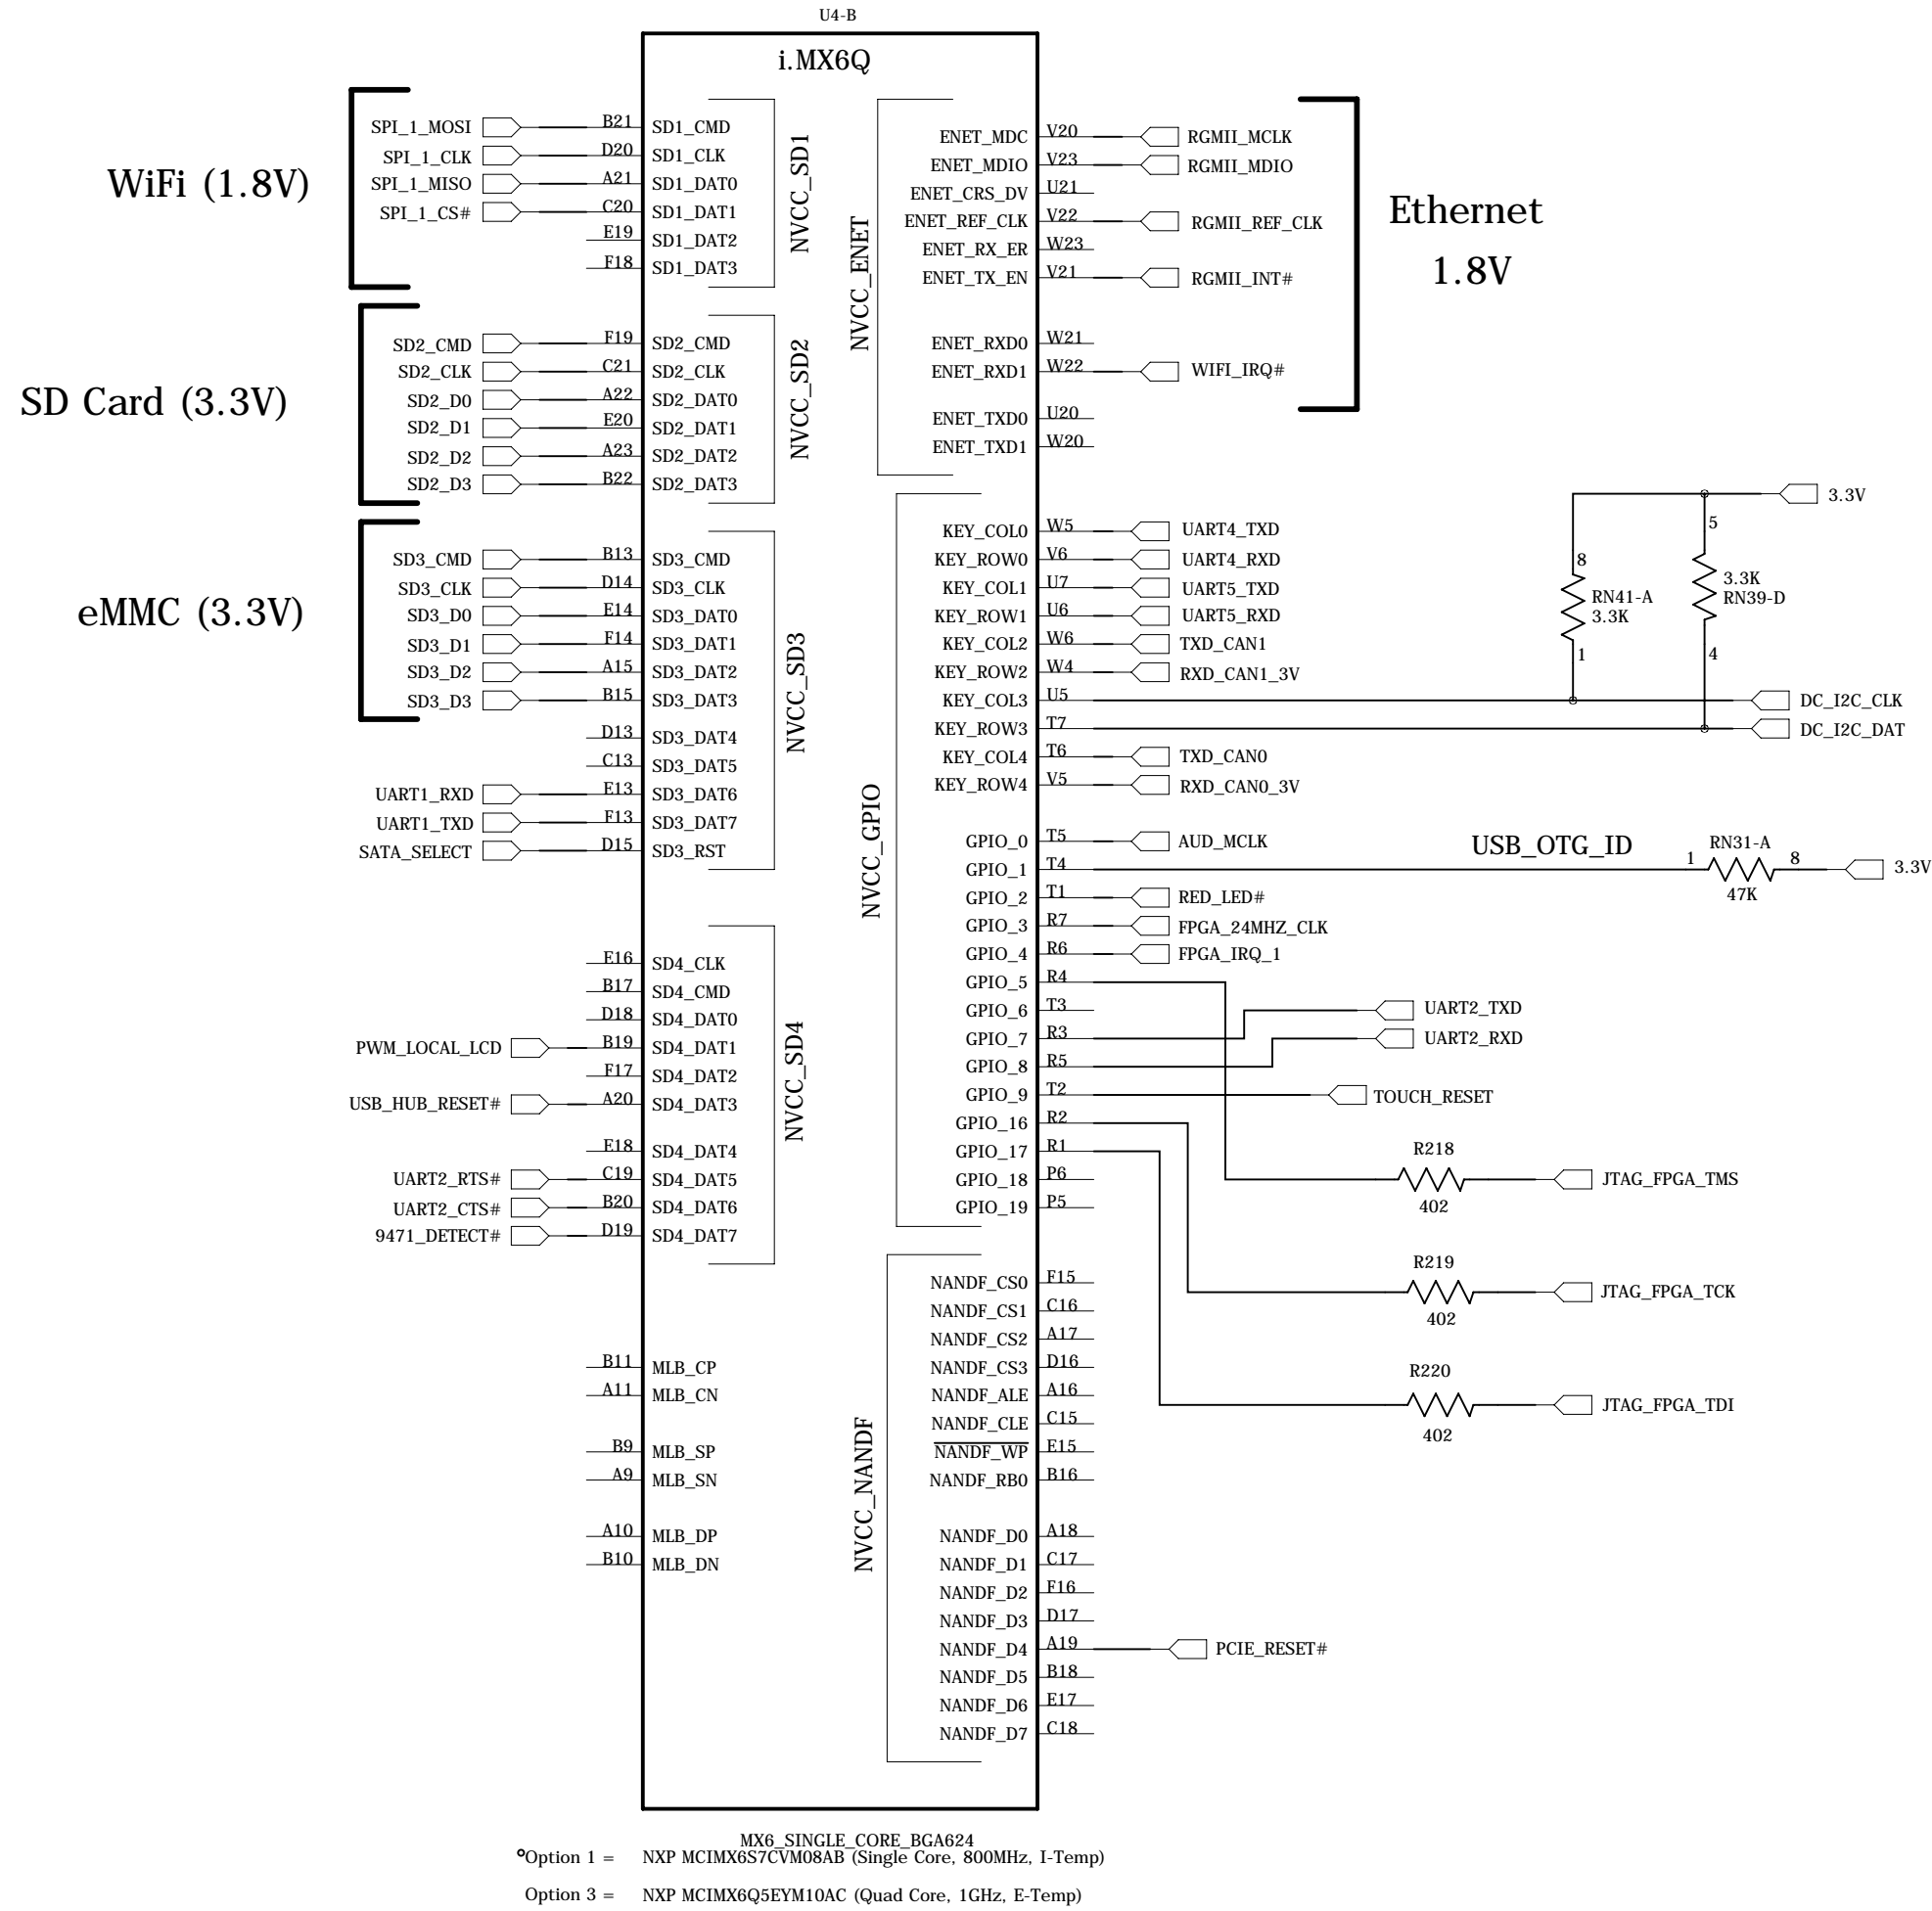 U4-B
i.MX6Q
WiFi (1.8V)
SPI_1_MOSI B21 SD1_CMD
SPI_1_CLK D20 SD1_CLK
SPI_1_MISO A21 SD1_DAT0
SPI_1_CS# C20 SD1_DAT1
E19 SD1_DAT2
F18 SD1_DAT3
NVCC_SD1
SD Card (3.3V)
SD2_CMD F19 SD2_CMD
SD2_CLK C21 SD2_CLK
SD2_D0 A22 SD2_DAT0
SD2_D1 E20 SD2_DAT1
SD2_D2 A23 SD2_DAT2
SD2_D3 B22 SD2_DAT3
NVCC_SD2
eMMC (3.3V)
SD3_CMD B13 SD3_CMD
SD3_CLK D14 SD3_CLK
SD3_D0 E14 SD3_DAT0
SD3_D1 F14 SD3_DAT1
SD3_D2 A15 SD3_DAT2
SD3_D3 B15 SD3_DAT3
D13 SD3_DAT4
C13 SD3_DAT5
UART1_RXD E13 SD3_DAT6
UART1_TXD F13 SD3_DAT7
SATA_SELECT D15 SD3_RST
NVCC_SD3
E16 SD4_CLK
B17 SD4_CMD
D18 SD4_DAT0
PWM_LOCAL_LCD B19 SD4_DAT1
F17 SD4_DAT2
USB_HUB_RESET# A20 SD4_DAT3
E18 SD4_DAT4
UART2_RTS# C19 SD4_DAT5
UART2_CTS# B20 SD4_DAT6
9471_DETECT# D19 SD4_DAT7
NVCC_SD4
B11 MLB_CP
A11 MLB_CN
B9 MLB_SP
A9 MLB_SN
A10 MLB_DP
B10 MLB_DN
NVCC_ENET
ENET_MDC V20 RGMII_MCLK
ENET_MDIO V23 RGMII_MDIO
ENET_CRS_DV U21
ENET_REF_CLK V22 RGMII_REF_CLK
ENET_RX_ER W23
ENET_TX_EN V21 RGMII_INT#
ENET_RXD0 W21
ENET_RXD1 W22 WIFI_IRQ#
ENET_TXD0 U20
ENET_TXD1 W20
Ethernet
1.8V
NVCC_GPIO
KEY_COL0 W5 UART4_TXD
KEY_ROW0 V6 UART4_RXD
KEY_COL1 U7 UART5_TXD
KEY_ROW1 U6 UART5_RXD
KEY_COL2 W6 TXD_CAN1
KEY_ROW2 W4 RXD_CAN1_3V
KEY_COL3 U5 DC_I2C_CLK
KEY_ROW3 T7 DC_I2C_DAT
KEY_COL4 T6 TXD_CAN0
KEY_ROW4 V5 RXD_CAN0_3V
3.3V
5
8
3.3K
RN39-D
RN41-A
3.3K
1
4
GPIO_0 T5 AUD_MCLK
GPIO_1 T4 USB_OTG_ID 1 RN31-A 8 3.3V
47K
GPIO_2 T1 RED_LED#
GPIO_3 R7 FPGA_24MHZ_CLK
GPIO_4 R6 FPGA_IRQ_1
GPIO_5 R4
GPIO_6 T3 UART2_TXD
GPIO_7 R3 UART2_RXD
GPIO_8 R5
GPIO_9 T2 TOUCH_RESET
GPIO_16 R2
GPIO_17 R1
GPIO_18 P6
GPIO_19 P5
R218
JTAG_FPGA_TMS
402
R219
JTAG_FPGA_TCK
402
R220
JTAG_FPGA_TDI
402
NVCC_NANDF
NANDF_CS0 F15
NANDF_CS1 C16
NANDF_CS2 A17
NANDF_CS3 D16
NANDF_ALE A16
NANDF_CLE C15
NANDF_WP E15
NANDF_RB0 B16
NANDF_D0 A18
NANDF_D1 C17
NANDF_D2 F16
NANDF_D3 D17
NANDF_D4 A19 PCIE_RESET#
NANDF_D5 B18
NANDF_D6 E17
NANDF_D7 C18
MX6_SINGLE_CORE_BGA624
Option 1 = NXP MCIMX6S7CVM08AB (Single Core, 800MHz, I-Temp)
Option 3 = NXP MCIMX6Q5EYM10AC (Quad Core, 1GHz, E-Temp)